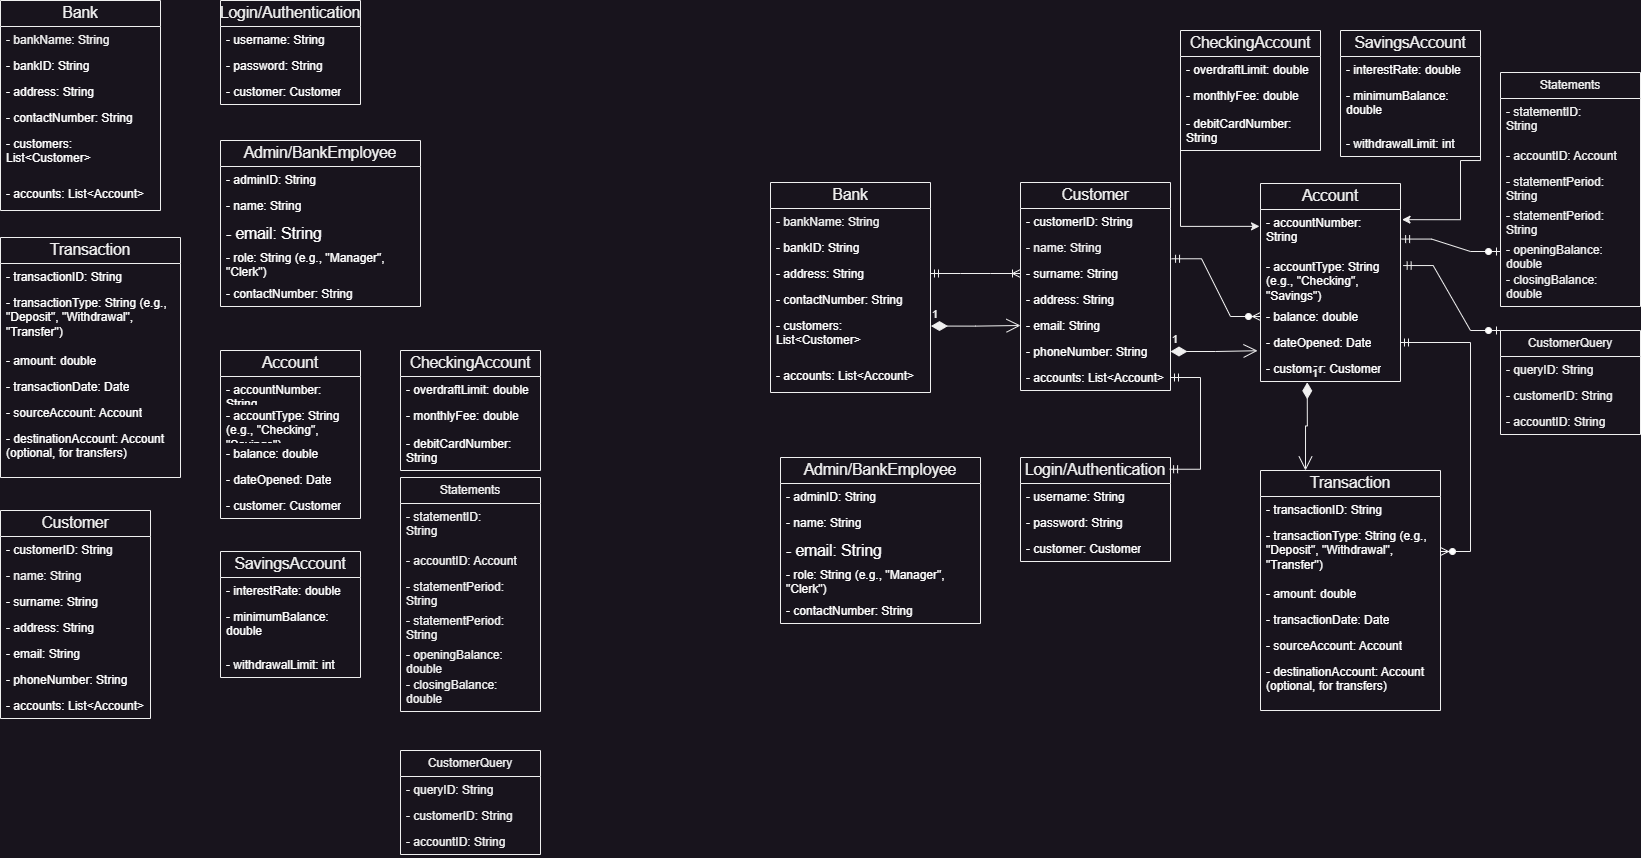 Bank
- bankName: String
- bankID: String
- address: String
- contactNumber: String
- customers:
List<Customer>
- accounts: List<Account>
Transaction
- transactionID: String
- transactionType: String (e.g.,
"Deposit", "Withdrawal",
"Transfer")
- amount: double
- transactionDate: Date
- sourceAccount: Account
- destinationAccount: Account
(optional, for transfers)
Customer
- customerID: String
- name: String
- surname: String
- address: String
- email: String
- phoneNumber: String
- accounts: List<Account>
Login/Authentication
- username: String
- password: String
- customer: Customer
Admin/BankEmployee
- adminID: String
- name: String
- email: String
- role: String (e.g., "Manager",
"Clerk")
- contactNumber: String
Account
- accountNumber:
String
- accountType: String
(e.g., "Checking",
"Savings")
- balance: double
- dateOpened: Date
- customer: Customer
SavingsAccount
- interestRate: double
- minimumBalance:
double
- withdrawalLimit: int
CheckingAccount
- overdraftLimit: double
- monthlyFee: double
- debitCardNumber:
String
Statements
- statementID:
String
- accountID: Account
- statementPeriod:
String
- statementPeriod:
String
- openingBalance:
double
- closingBalance:
double
CustomerQuery
- queryID: String
- customerID: String
- accountID: String
Bank
- bankName: String
- bankID: String
- address: String
- contactNumber: String
- customers:
List<Customer>
- accounts: List<Account>
1
Customer
- customerID: String
- name: String
- surname: String
- address: String
- email: String
- phoneNumber: String
- accounts: List<Account>
1
Admin/BankEmployee
- adminID: String
- name: String
- email: String
- role: String (e.g., "Manager",
"Clerk")
- contactNumber: String
Login/Authentication
- username: String
- password: String
- customer: Customer
CheckingAccount
- overdraftLimit: double
- monthlyFee: double
- debitCardNumber:
String
SavingsAccount
- interestRate: double
- minimumBalance:
double
- withdrawalLimit: int
Account
- accountNumber:
String
- accountType: String
(e.g., "Checking",
"Savings")
- balance: double
- dateOpened: Date
- customer: Customer
1
Transaction
- transactionID: String
- transactionType: String (e.g.,
"Deposit", "Withdrawal",
"Transfer")
- amount: double
- transactionDate: Date
- sourceAccount: Account
- destinationAccount: Account
(optional, for transfers)
Statements
- statementID:
String
- accountID: Account
- statementPeriod:
String
- statementPeriod:
String
- openingBalance:
double
- closingBalance:
double
CustomerQuery
- queryID: String
- customerID: String
- accountID: String